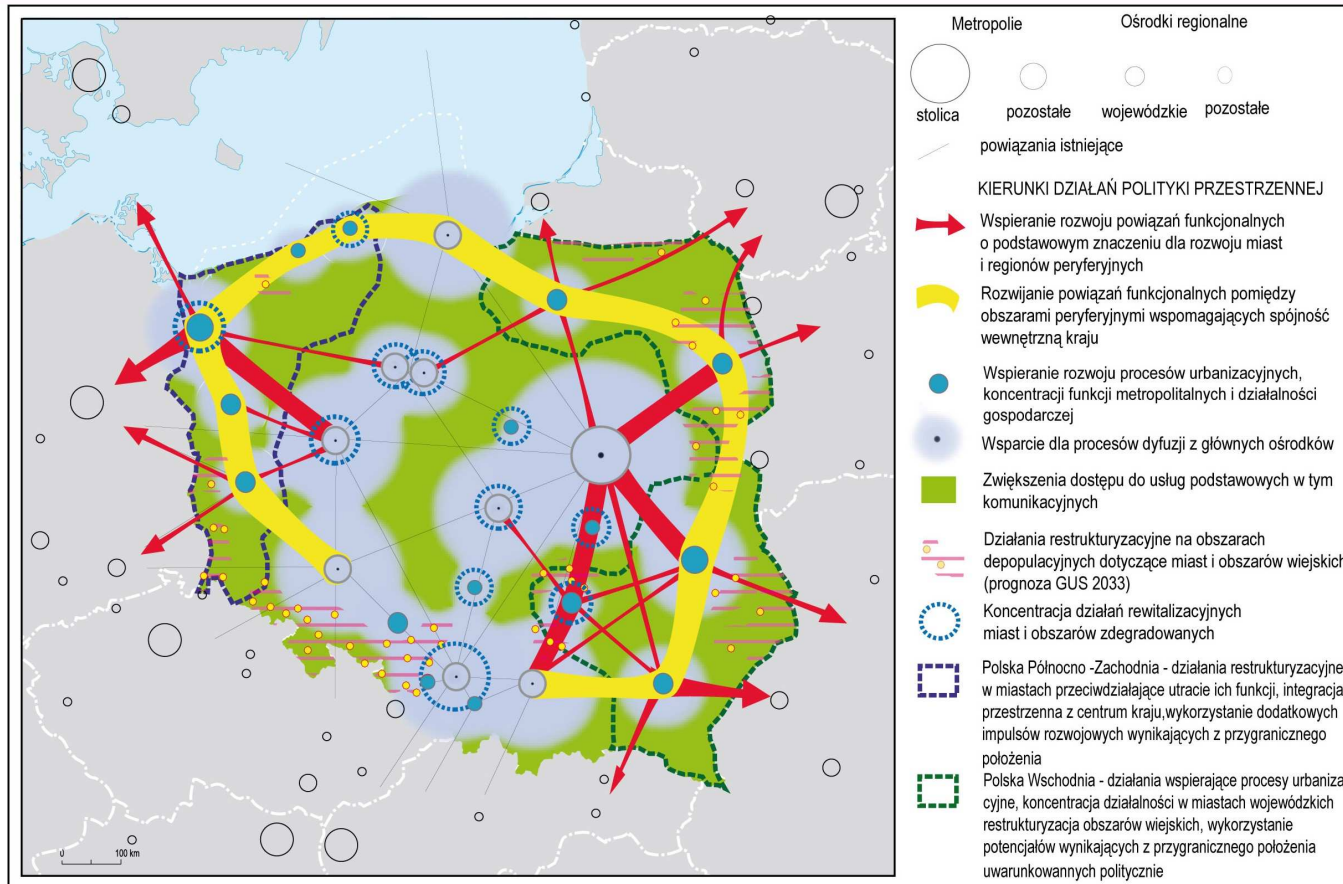 Metropolie
Ośrodki regionalne
stolica
pozostałe
wojewódzkie
pozostałe
powiązania istniejące
KIERUNKI DZIAŁAŃ POLITYKI PRZESTRZENNEJ
Wspieranie rozwoju powiązań funkcjonalnych
o podstawowym znaczeniu dla rozwoju miast
i regionów peryferyjnych
Rozwijanie powiązań funkcjonalnych pomiędzy
obszarami peryferyjnymi wspomagających spójność
wewnętrzną kraju
Wspieranie rozwoju procesów urbanizacyjnych,
koncentracji funkcji metropolitalnych i działalności
gospodarczej
Wsparcie dla procesów dyfuzji z głównych ośrodków
Zwiększenia dostępu do usług podstawowych w tym
komunikacyjnych
Działania restrukturyzacyjne na obszarach
depopulacyjnych dotyczące miast i obszarów wiejskich
(prognoza GUS 2033)
Koncentracja działań rewitalizacyjnych
miast i obszarów zdegradowanych
Polska Północno -Zachodnia - działania restrukturyzacyjne
w miastach przeciwdziałające utracie ich funkcji, integracja
przestrzenna z centrum kraju,wykorzystanie dodatkowych
impulsów rozwojowych wynikających z przygranicznego
położenia
Polska Wschodnia - działania wspierające procesy urbaniza
cyjne, koncentracja działalności w miastach wojewódzkich
restrukturyzacja obszarów wiejskich, wykorzystanie
potencjałów wynikających z przygranicznego położenia
uwarunkowannych politycznie
0 100 km